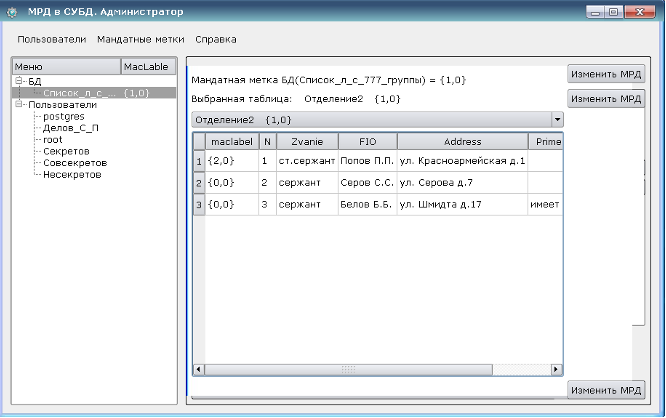 МРД в СУБД. Администратор
Пользователи Мандатные метки Справка
Меню MacLable
БД
Список_л_с_... {1,0}
Пользователи
postgres
Делов_С_П
root
Секретов
Совсекретов
Несекретов
Мандатная метка БД(Список_л_с_777_группы) = {1,0} Изменить МРД
Выбранная таблица: Отделение2 {1,0} Изменить МРД
Отделение2 {1,0}
maclabel N Zvanie FIO Address Prime
1 {2,0} 1 ст.сержант Попов П.П. ул. Красноармейская д.1
2 {0,0} 2 сержант Серов С.С. ул. Серова д.7
3 {0,0} 3 сержант Белов Б.Б. ул. Шмидта д.17 имеет
Изменить МРД